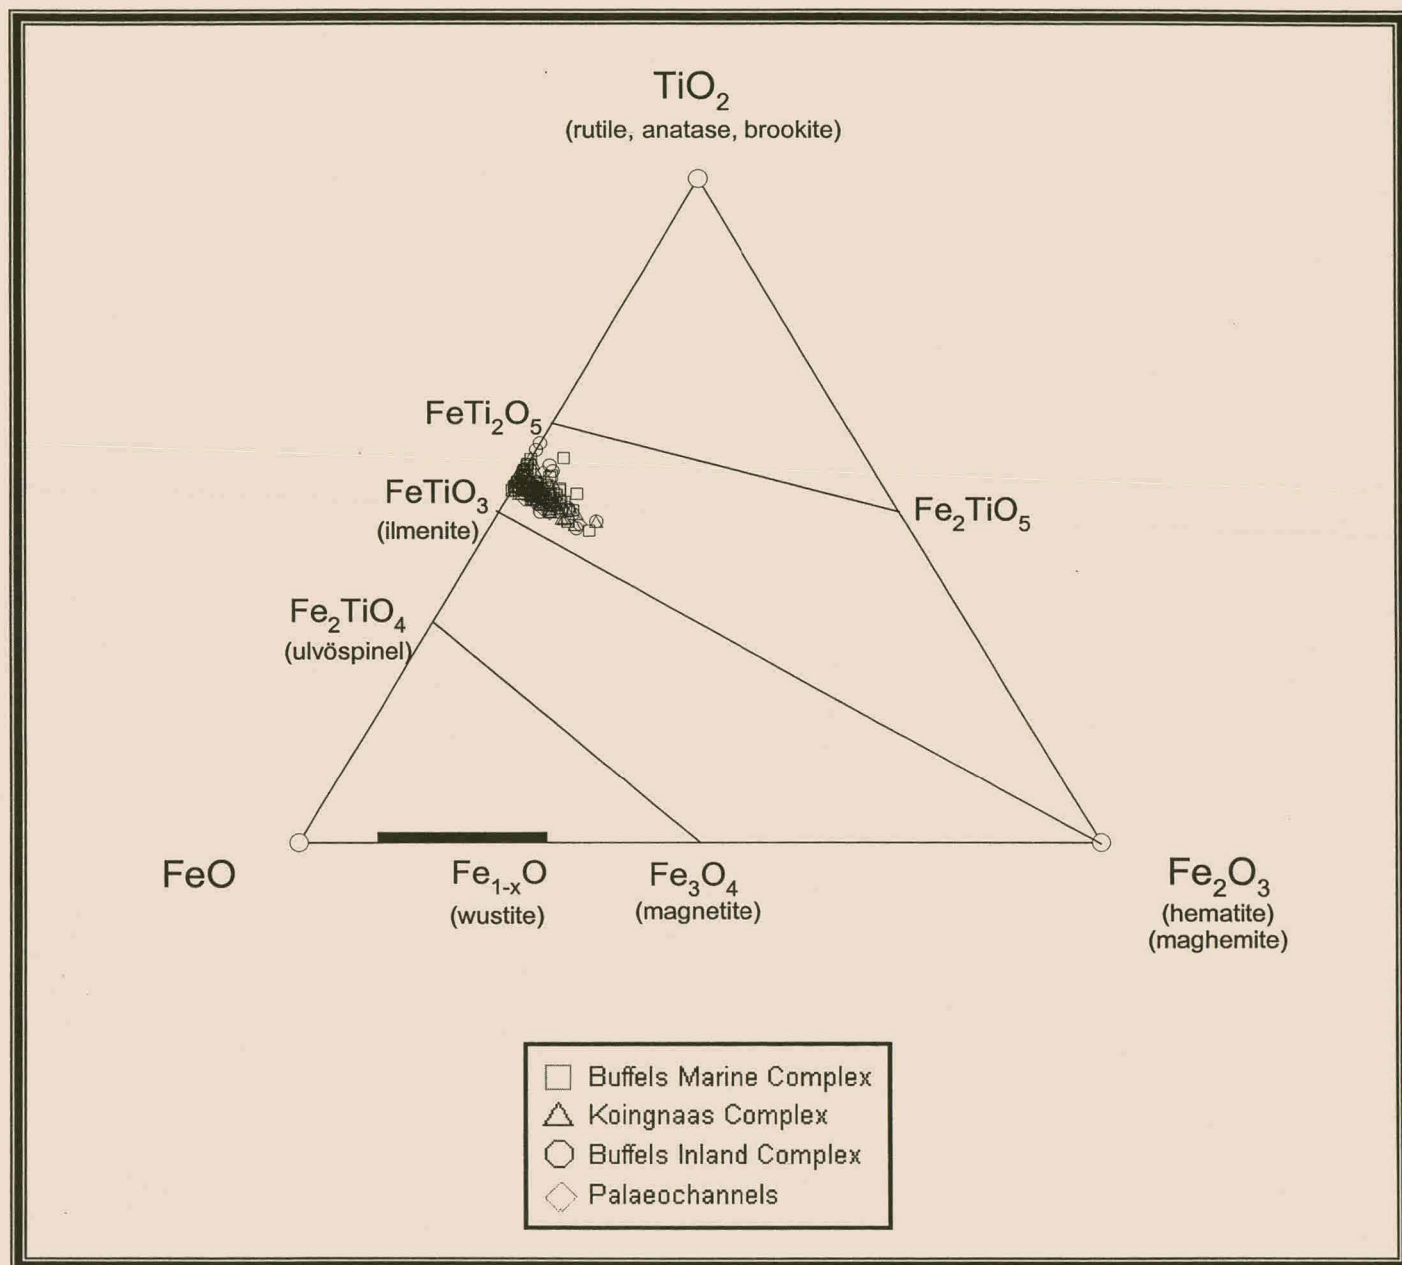 TiO₂
(rutile, anatase, brookite)
FeTi₂O₅
FeTiO₃
(ilmenite)
Fe₂TiO₅
Fe₂TiO₄
(ulvöspinel)
FeO
Fe₁₋ₓO
(wustite)
Fe₃O₄
(magnetite)
Fe₂O₃
(hematite)
(maghemite)
Buffels Marine Complex
Koingnaas Complex
Buffels Inland Complex
Palaeochannels